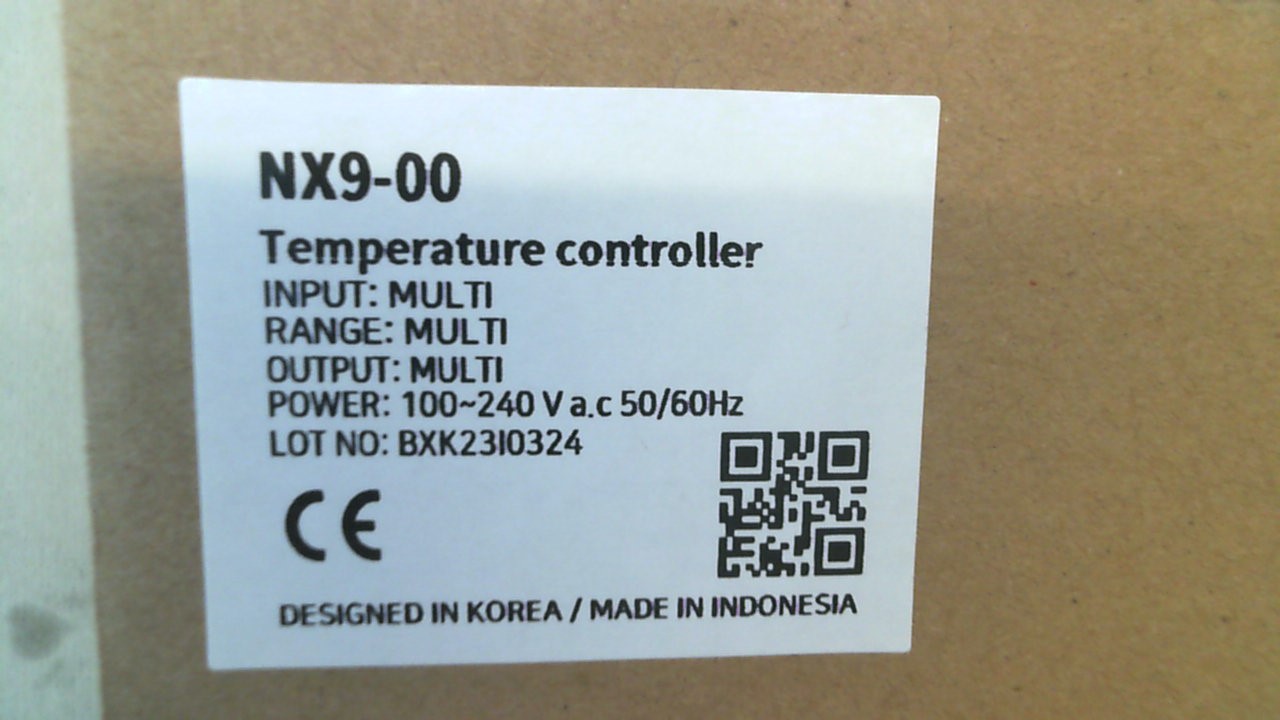 NX9-00
Temperature controller
INPUT: MULTI
RANGE: MULTI
OUTPUT: MULTI
POWER: 100~240 V a.c 50/60Hz
LOT NO: BXK23I0324
CE
DESIGNED IN KOREA / MADE IN INDONESIA